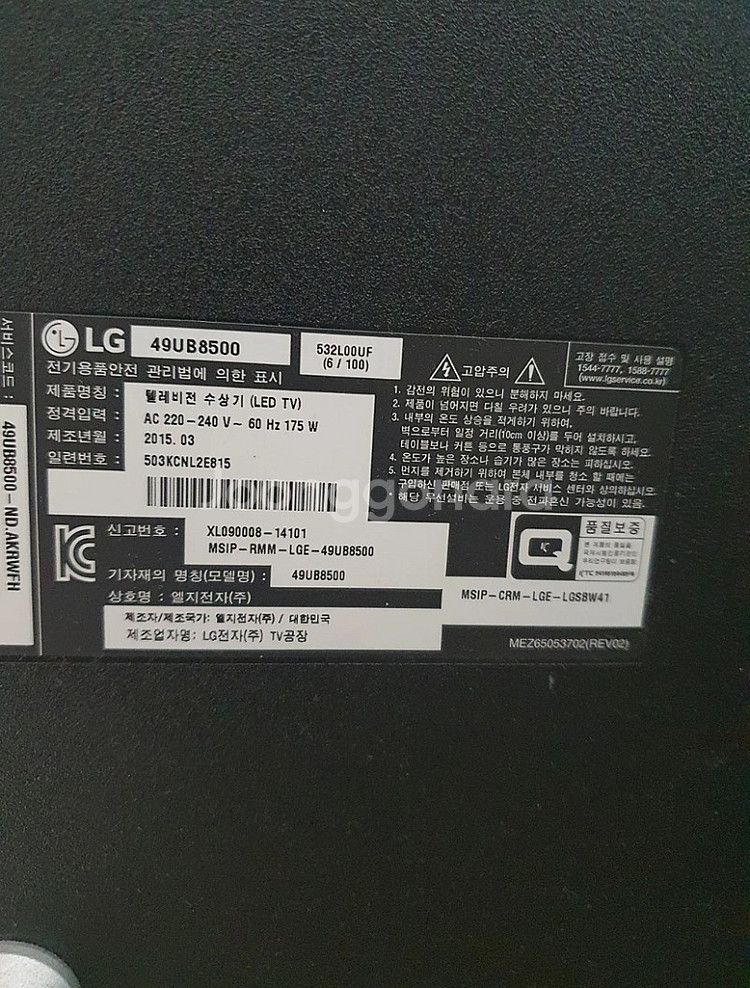 LG 49UB8500
532L00UF
(6 / 100)
전기용품안전 관리법에 의한 표시
제품명칭 : 텔레비전 수상기 (LED TV)
정격입력 : AC 220-240 V~ 60 Hz 175 W
제조년월 : 2015. 03
일련번호 : 503KCNL2E815
고압주의
고장 접수 및 사용 설명
1544-7777, 1588-7777
(www.lgservice.co.kr)
1. 감전의 위험이 있으니 분해하지 마세요.
2. 제품이 넘어지면 다칠 우려가 있으니 주의 바랍니다.
3. 내부의 온도 상승을 적게하기 위하여,
벽으로부터 일정 거리(10cm 이상)를 두어 설치하시고,
테이블보나 커튼 등으로 통풍구가 막히지 않도록 하세요.
4. 온도가 높은 장소나 습기가 많은 장소는 피하십시오.
5. 먼지를 제거하기 위하여 본체 내부를 청소 할 때에는
구입하신 판매점 또는 LG전자 서비스 센터와 상의하십시오.
* 해당 무선설비는 운용 중 전파혼신 가능성이 있음.
joonggonara
신고번호 : XL090008-14101
MSIP-RMM-LGE-49UB8500
기자재의 명칭(모델명) : 49UB8500
상호명 : 엘지전자(주)
제조자/제조국가: 엘지전자(주) / 대한민국
제조업자명: LG전자(주) TV공장
Q
품질보증
KTC
MSIP-CRM-LGE-LGSBW41
MEZ65053702(REV02)
서비스코드 : 49UB8500-ND.AKRWFH